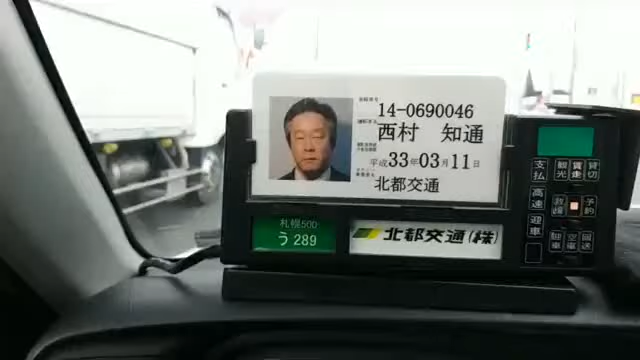 14-0690046
西村 知通
平成33年03月11日
北都交通
札幌500
う289
北都交通(株)
支払
観光
賃走
貸切
高速
予約
迎車